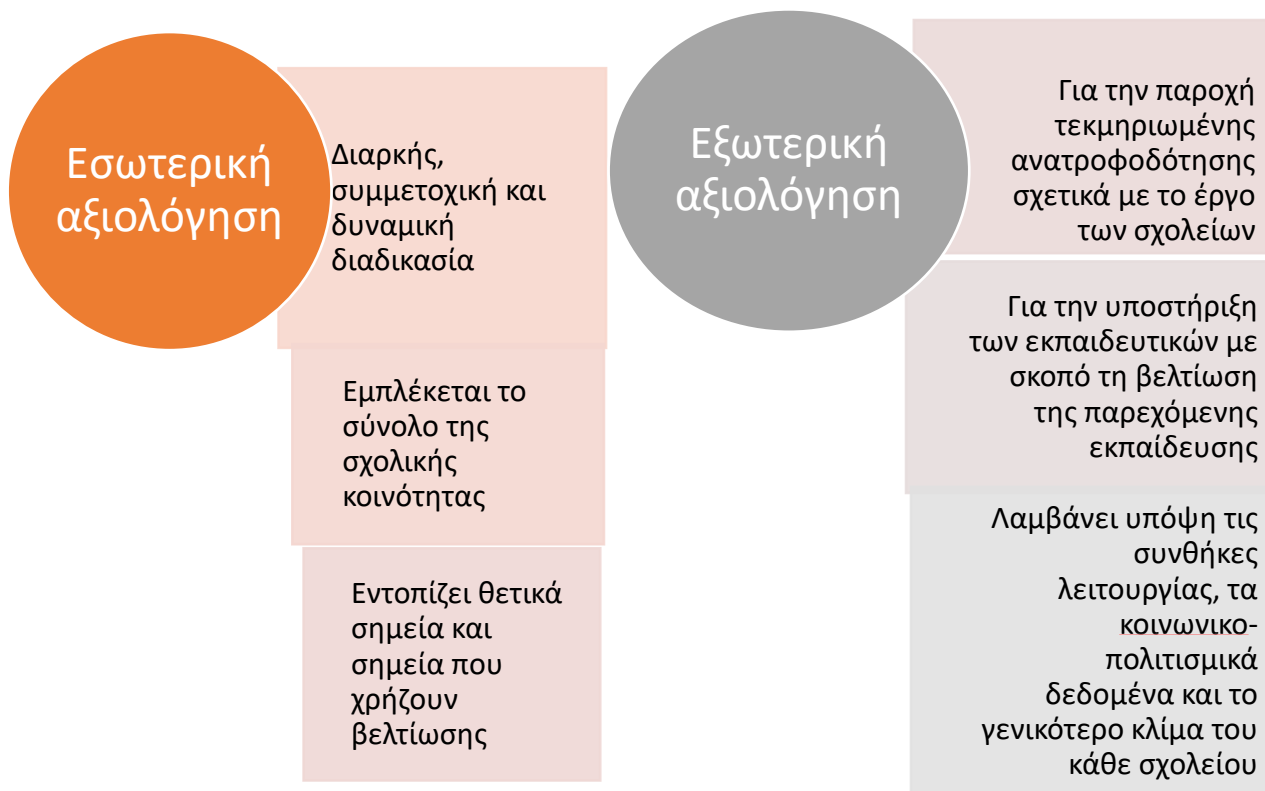 Εσωτερική
αξιολόγηση
Διαρκής,
συμμετοχική και
δυναμική
διαδικασία
Εμπλέκεται το
σύνολο της
σχολικής
κοινότητας
Εντοπίζει θετικά
σημεία και
σημεία που
χρήζουν
βελτίωσης
Εξωτερική
αξιολόγηση
Για την παροχή
τεκμηριωμένης
ανατροφοδότησης
σχετικά με το έργο
των σχολείων
Για την υποστήριξη
των εκπαιδευτικών με
σκοπό τη βελτίωση
της παρεχόμενης
εκπαίδευσης
Λαμβάνει υπόψη τις
συνθήκες
λειτουργίας, τα
κοινωνικο-
πολιτισμικά
δεδομένα και το
γενικότερο κλίμα του
κάθε σχολείου